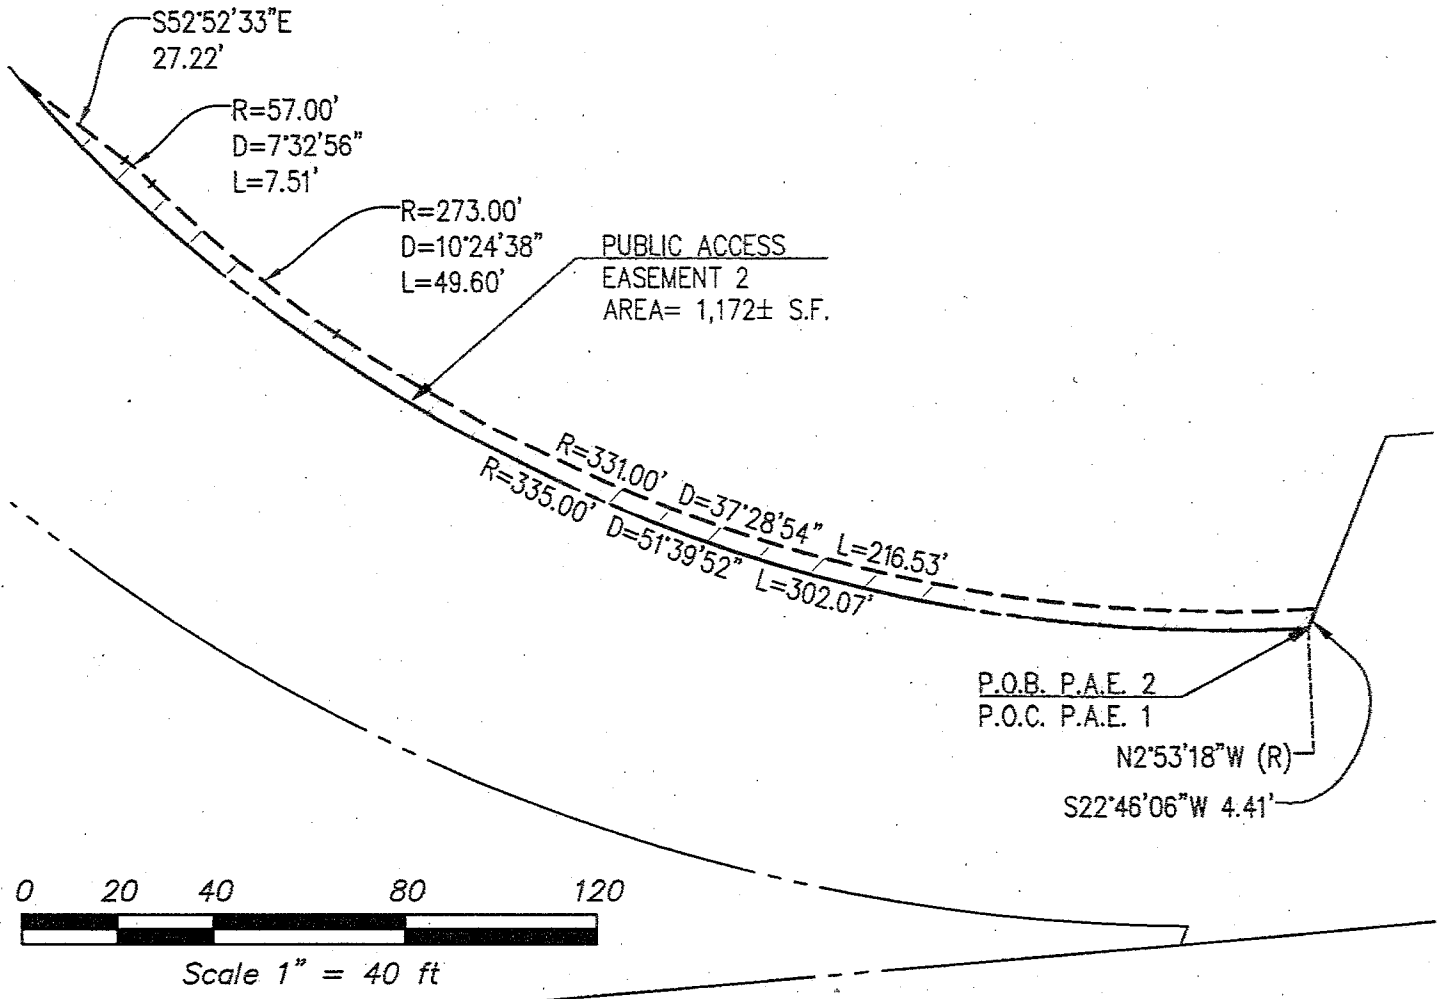 S52°52'33"E
27.22'
R=57.00'
D=7°32'56"
L=7.51'
R=273.00'
D=10°24'38"
L=49.60'
PUBLIC ACCESS
EASEMENT 2
AREA= 1,172± S.F.
R=331.00' D=37°28'54" L=216.53'
R=335.00' D=51°39'52" L=302.07'
P.O.B. P.A.E. 2
P.O.C. P.A.E. 1
N2°53'18"W (R)
S22°46'06"W 4.41'
0 20 40 80 120
Scale 1" = 40 ft